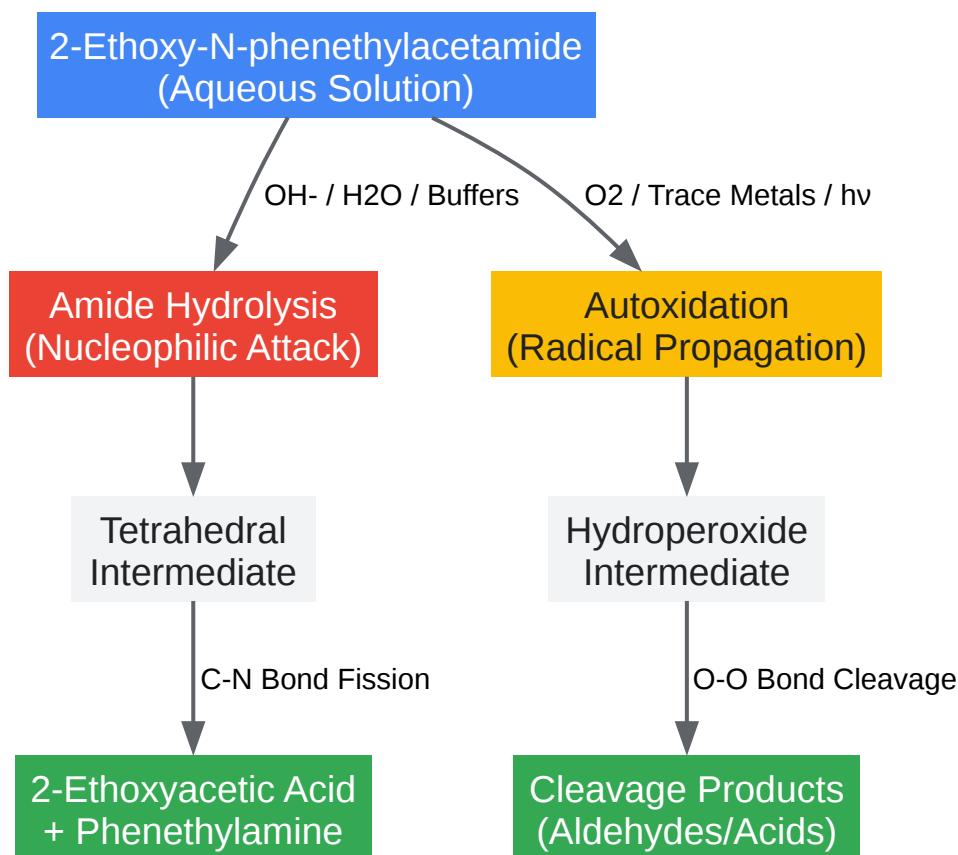 2-Ethoxy-N-phenethylacetamide
(Aqueous Solution)
OH- / H2O / Buffers
O2 / Trace Metals / hν
Amide Hydrolysis
(Nucleophilic Attack)
Autoxidation
(Radical Propagation)
Tetrahedral
Intermediate
Hydroperoxide
Intermediate
C-N Bond Fission
O-O Bond Cleavage
2-Ethoxyacetic Acid
+ Phenethylamine
Cleavage Products
(Aldehydes/Acids)